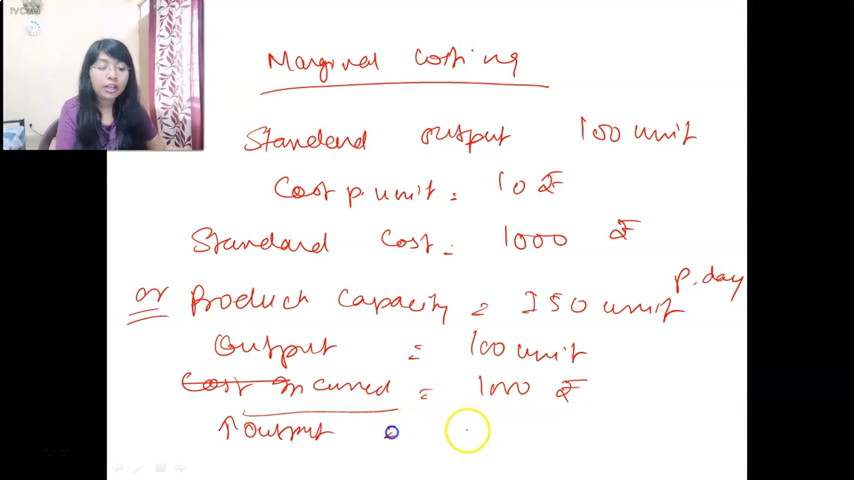 Marginal costing
Standard output 100 unit
Cost p. unit = 10 ₹
Standard Cost = 1000 ₹
or Product Capacity = 150 unit p. day
Output = 100 unit
Cost incurred = 1000 ₹
↑ output =